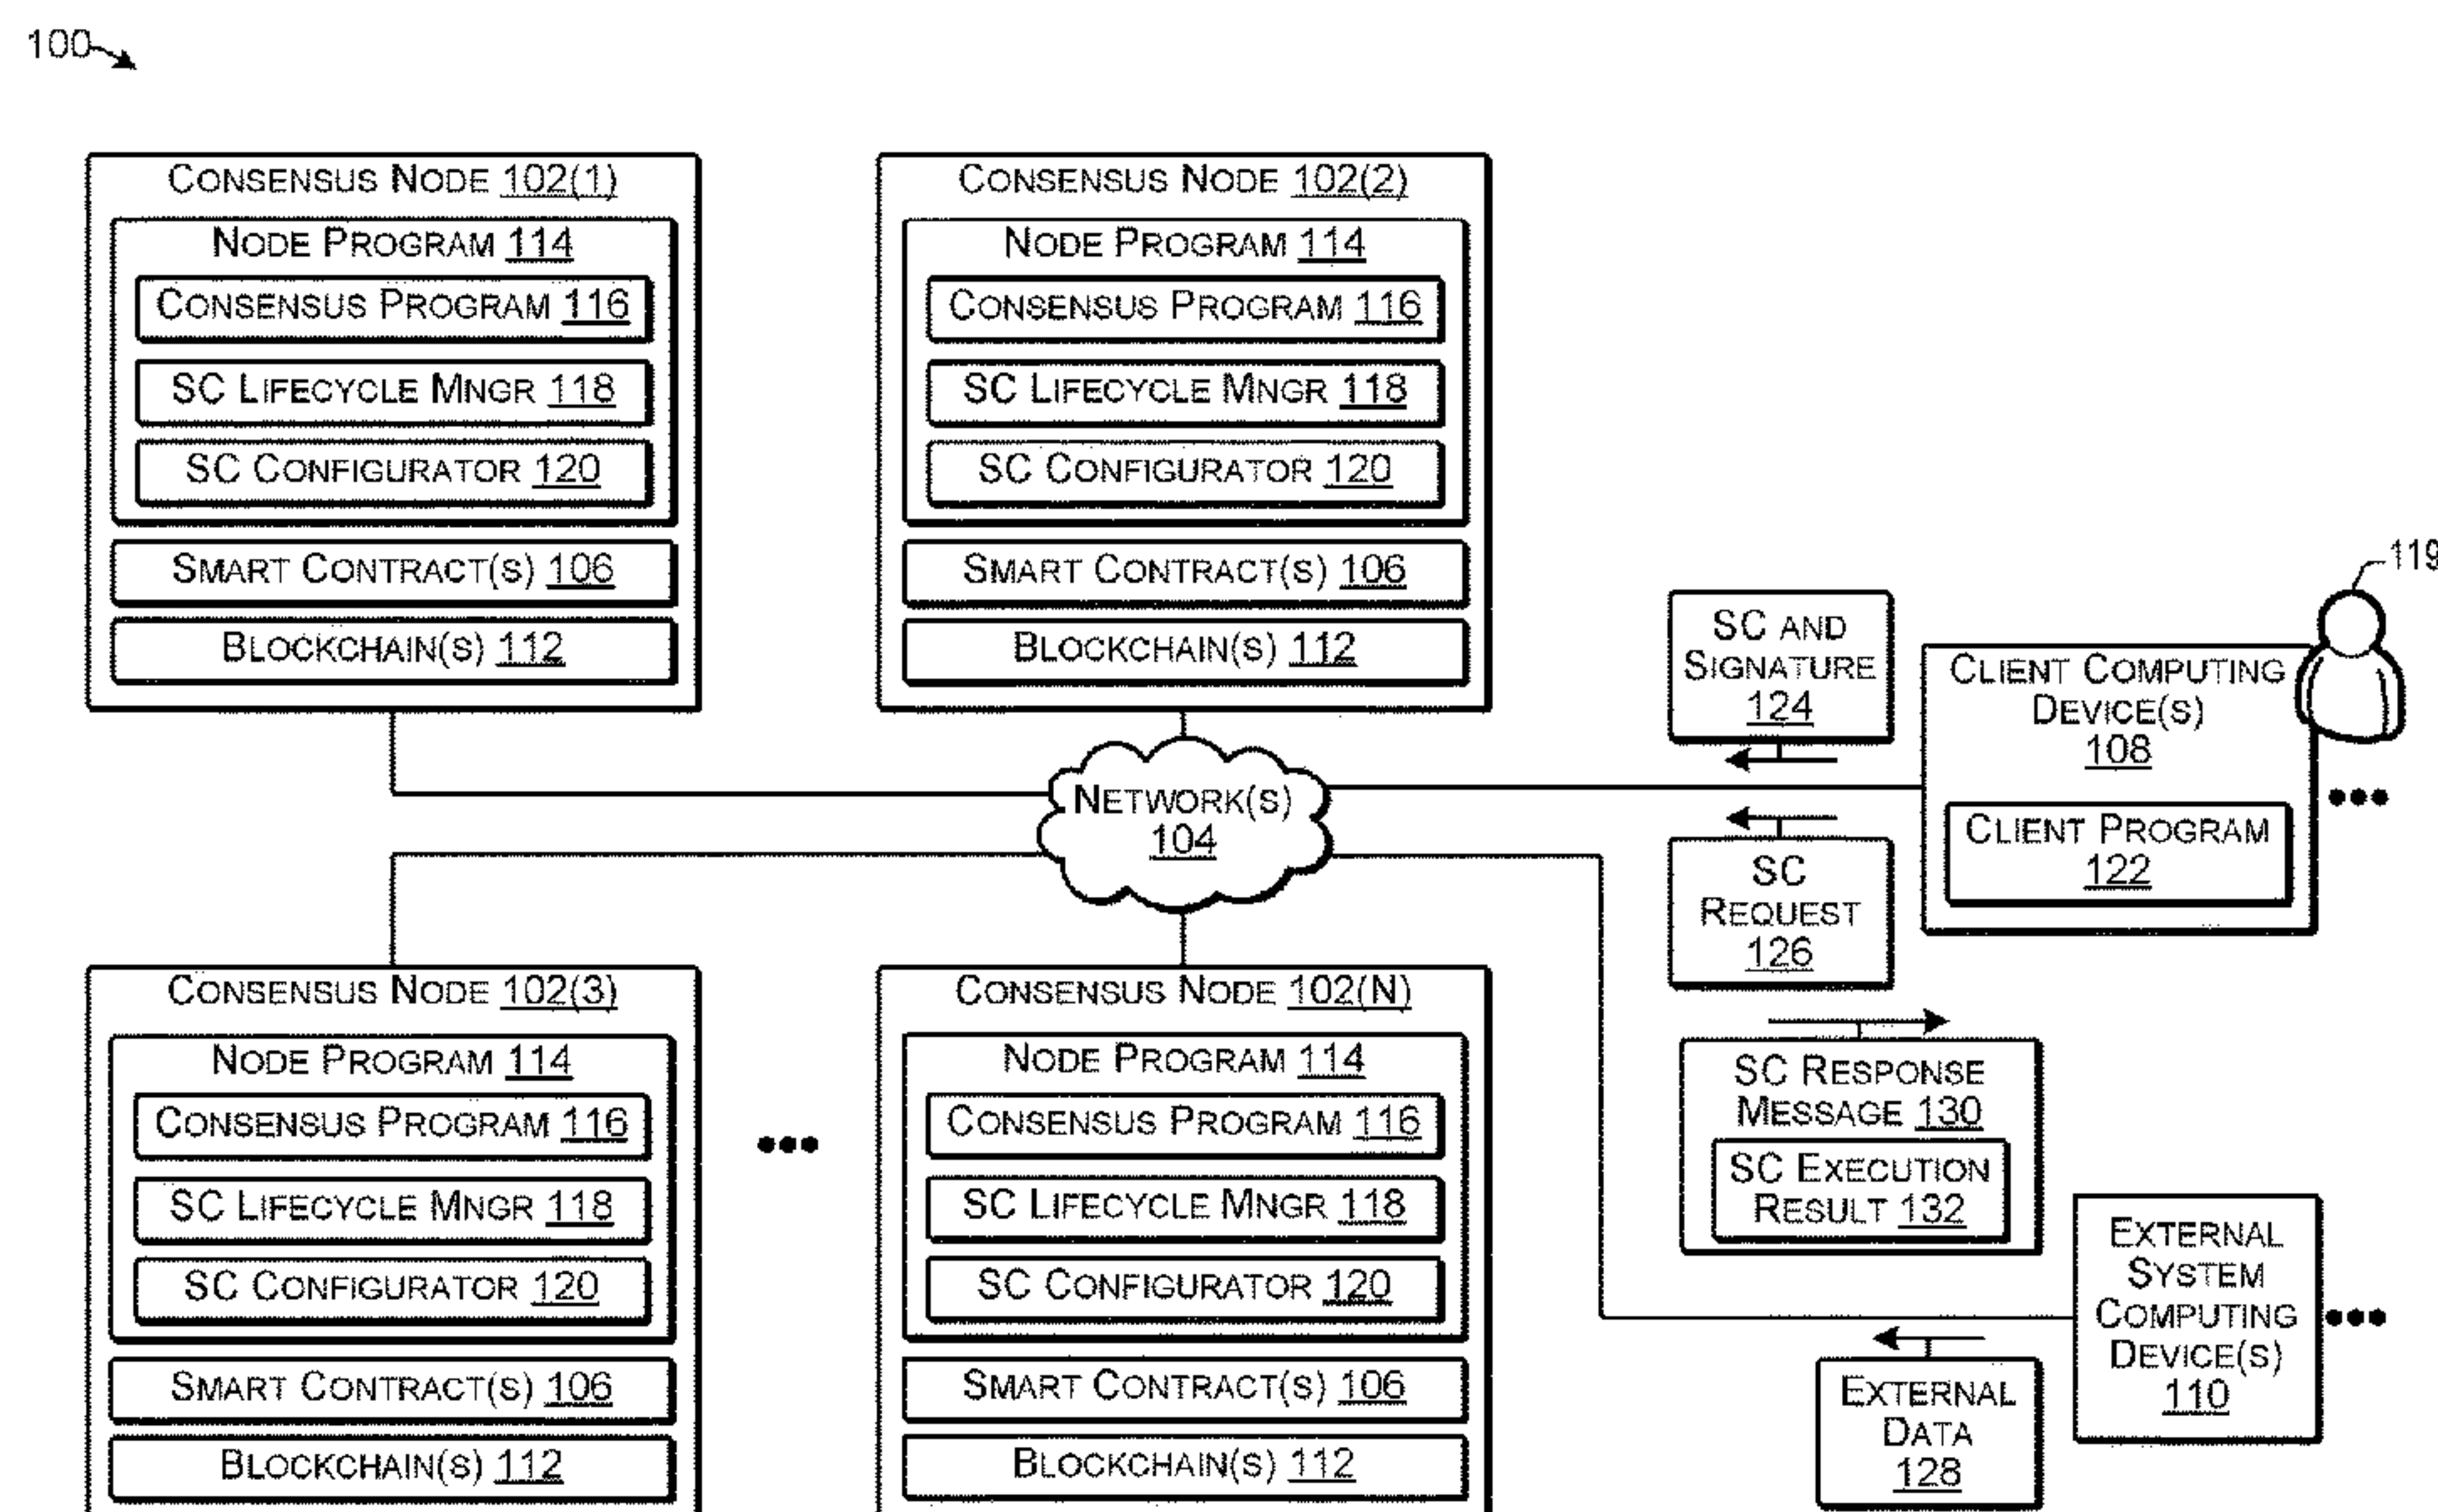 100
CONSENSUS NODE 102(1)
NODE PROGRAM 114
CONSENSUS PROGRAM 116
SC LIFECYCLE MNGR 118
SC CONFIGURATOR 120
SMART CONTRACT(S) 106
BLOCKCHAIN(S) 112
CONSENSUS NODE 102(2)
NODE PROGRAM 114
CONSENSUS PROGRAM 116
SC LIFECYCLE MNGR 118
SC CONFIGURATOR 120
SMART CONTRACT(S) 106
BLOCKCHAIN(S) 112
119
SC AND
SIGNATURE
124
CLIENT COMPUTING
DEVICE(S)
108
CLIENT PROGRAM
122
NETWORK(S)
104
SC
REQUEST
126
CONSENSUS NODE 102(3)
NODE PROGRAM 114
CONSENSUS PROGRAM 116
SC LIFECYCLE MNGR 118
SC CONFIGURATOR 120
SMART CONTRACT(S) 106
BLOCKCHAIN(S) 112
CONSENSUS NODE 102(N)
NODE PROGRAM 114
CONSENSUS PROGRAM 116
SC LIFECYCLE MNGR 118
SC CONFIGURATOR 120
SMART CONTRACT(S) 106
BLOCKCHAIN(S) 112
SC RESPONSE
MESSAGE 130
SC EXECUTION
RESULT 132
EXTERNAL
SYSTEM
COMPUTING
DEVICE(S)
110
EXTERNAL
DATA
128